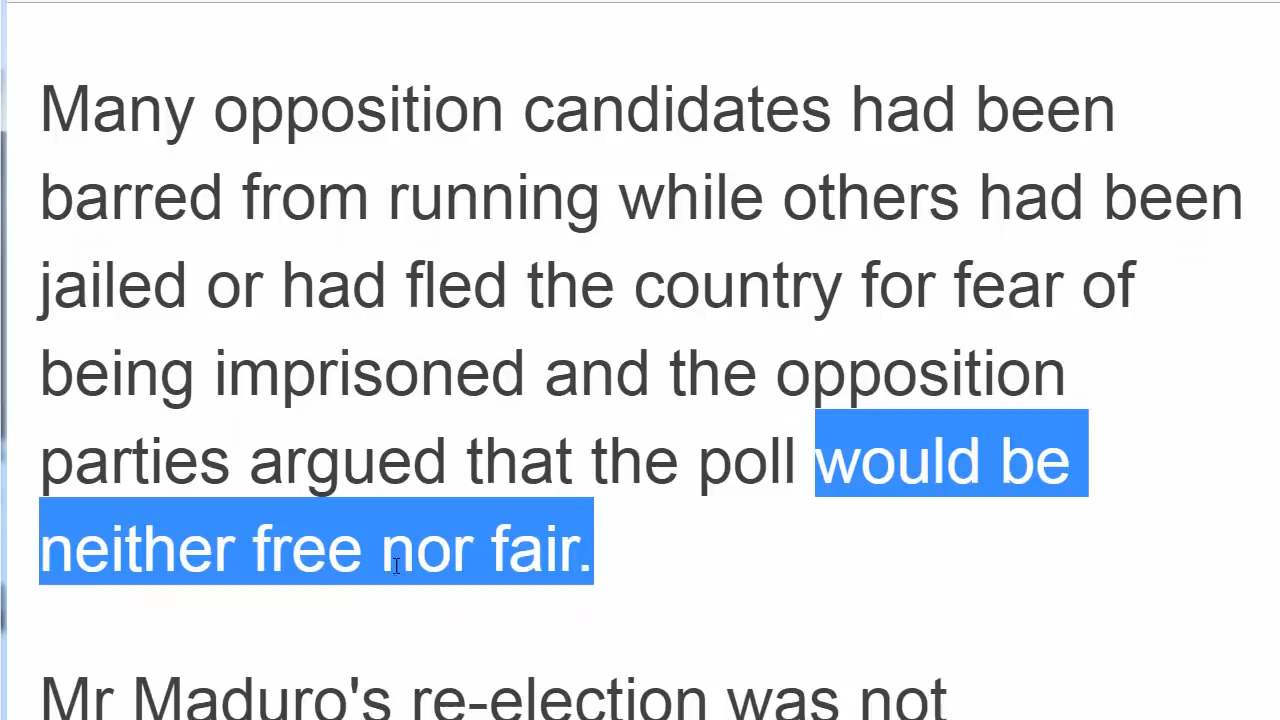 Many opposition candidates had been
barred from running while others had been
jailed or had fled the country for fear of
being imprisoned and the opposition
parties argued that the poll would be
neither free nor fair.
Mr Maduro's re-election was not